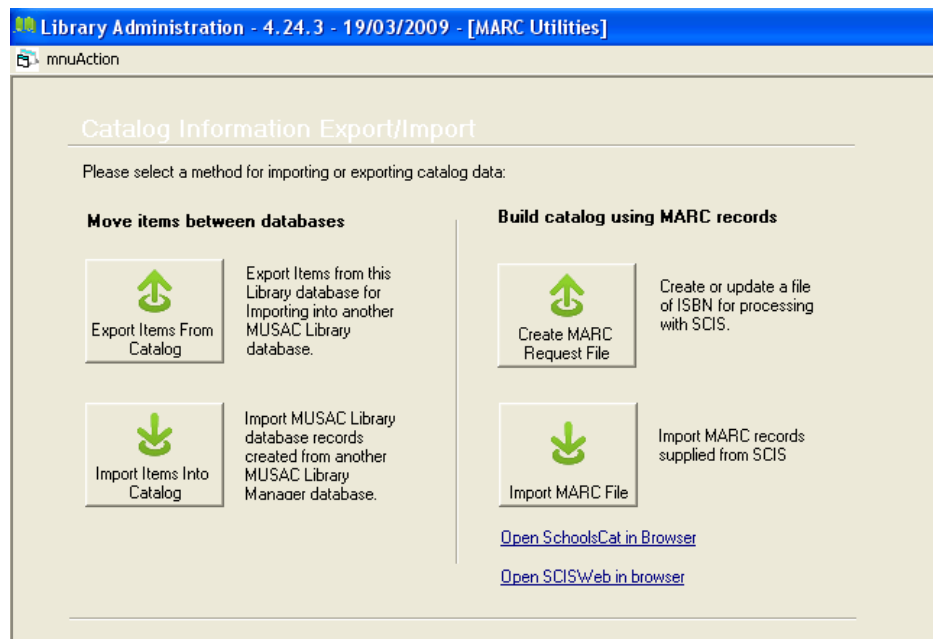 Library Administration - 4.24.3 - 19/03/2009 - [MARC Utilities]
mnuAction
Catalog Information Export/Import
Please select a method for importing or exporting catalog data:
Move items between databases
Export Items From
Catalog
Export Items from this
Library database for
Importing into another
MUSAC Library
database.
Import Items Into
Catalog
Import MUSAC Library
database records
created from another
MUSAC Library
Manager database.
Build catalog using MARC records
Create MARC
Request File
Create or update a file
of ISBN for processing
with SCIS.
Import MARC File
Import MARC records
supplied from SCIS
Open SchoolsCat in Browser
Open SCISWeb in browser